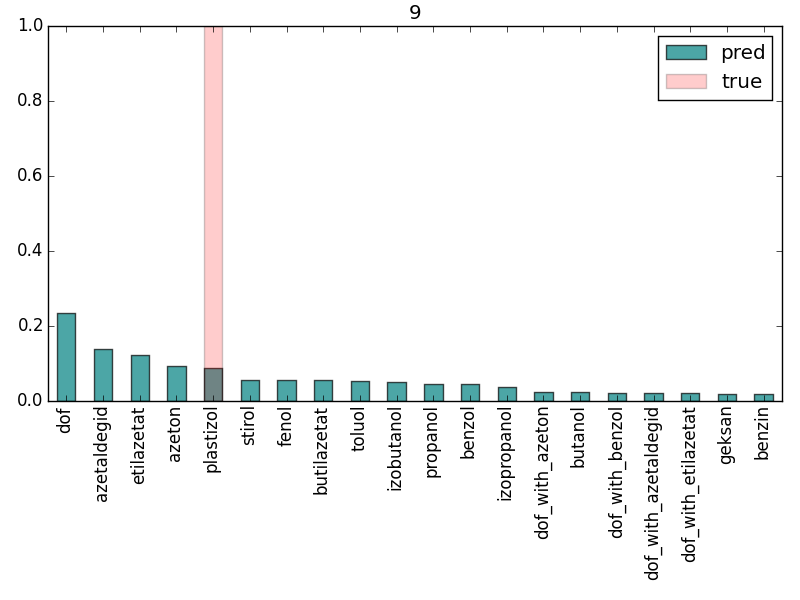 9
1.0
0.8
0.6
0.4
0.2
0.0
pred
true
dof
azetaldegid
etilazetat
azeton
plastizol
stirol
fenol
butilazetat
toluol
izobutanol
propanol
benzol
izopropanol
dof_with_azeton
butanol
dof_with_benzol
dof_with_azetaldegid
dof_with_etilazetat
geksan
benzin